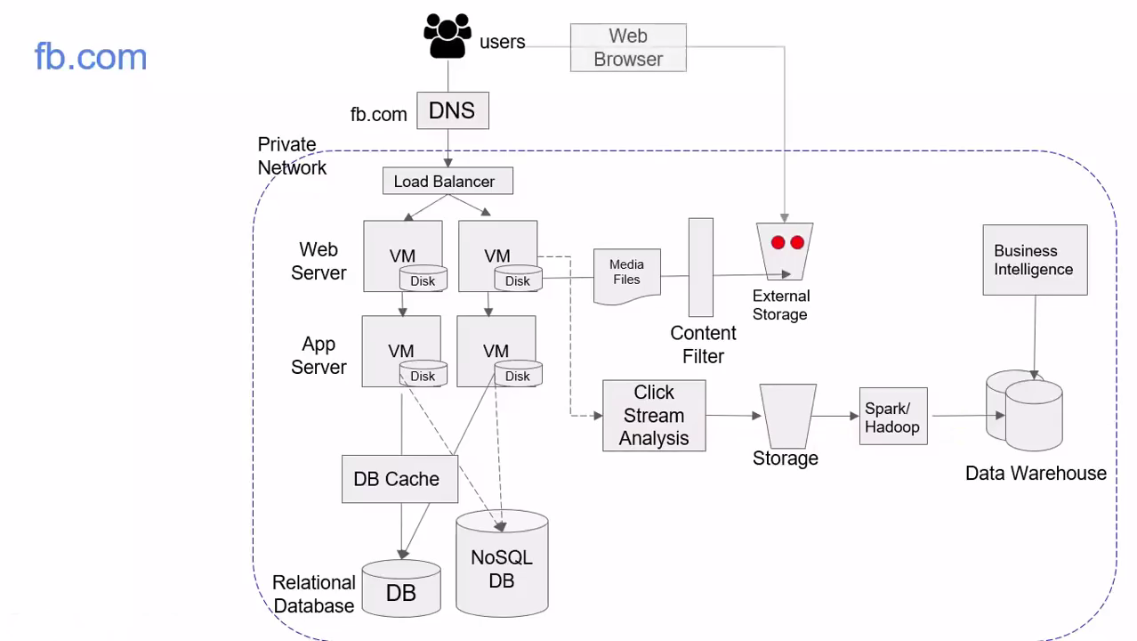 fb.com
users
Web
Browser
fb.com
DNS
Private
Network
Load Balancer
Web
Server
VM
Disk
VM
Disk
Media
Files
Content
Filter
External
Storage
Business
Intelligence
App
Server
VM
Disk
VM
Disk
Click
Stream
Analysis
Storage
Spark/
Hadoop
Data Warehouse
DB Cache
Relational
Database
DB
NoSQL
DB